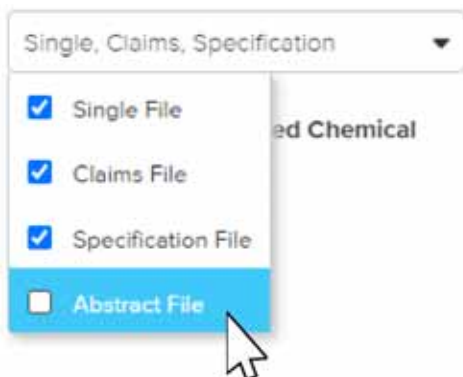 Single, Claims, Specification
Single File
ed Chemical
Claims File
Specification File
Abstract File